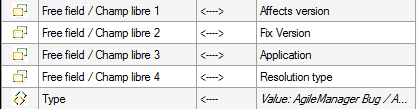 Free field / Champ libre 1 <----> Affects version
Free field / Champ libre 2 <----> Fix Version
Free field / Champ libre 3 <----> Application
Free field / Champ libre 4 <----> Resolution type
Type <---- Value: AgileManager Bug / A...